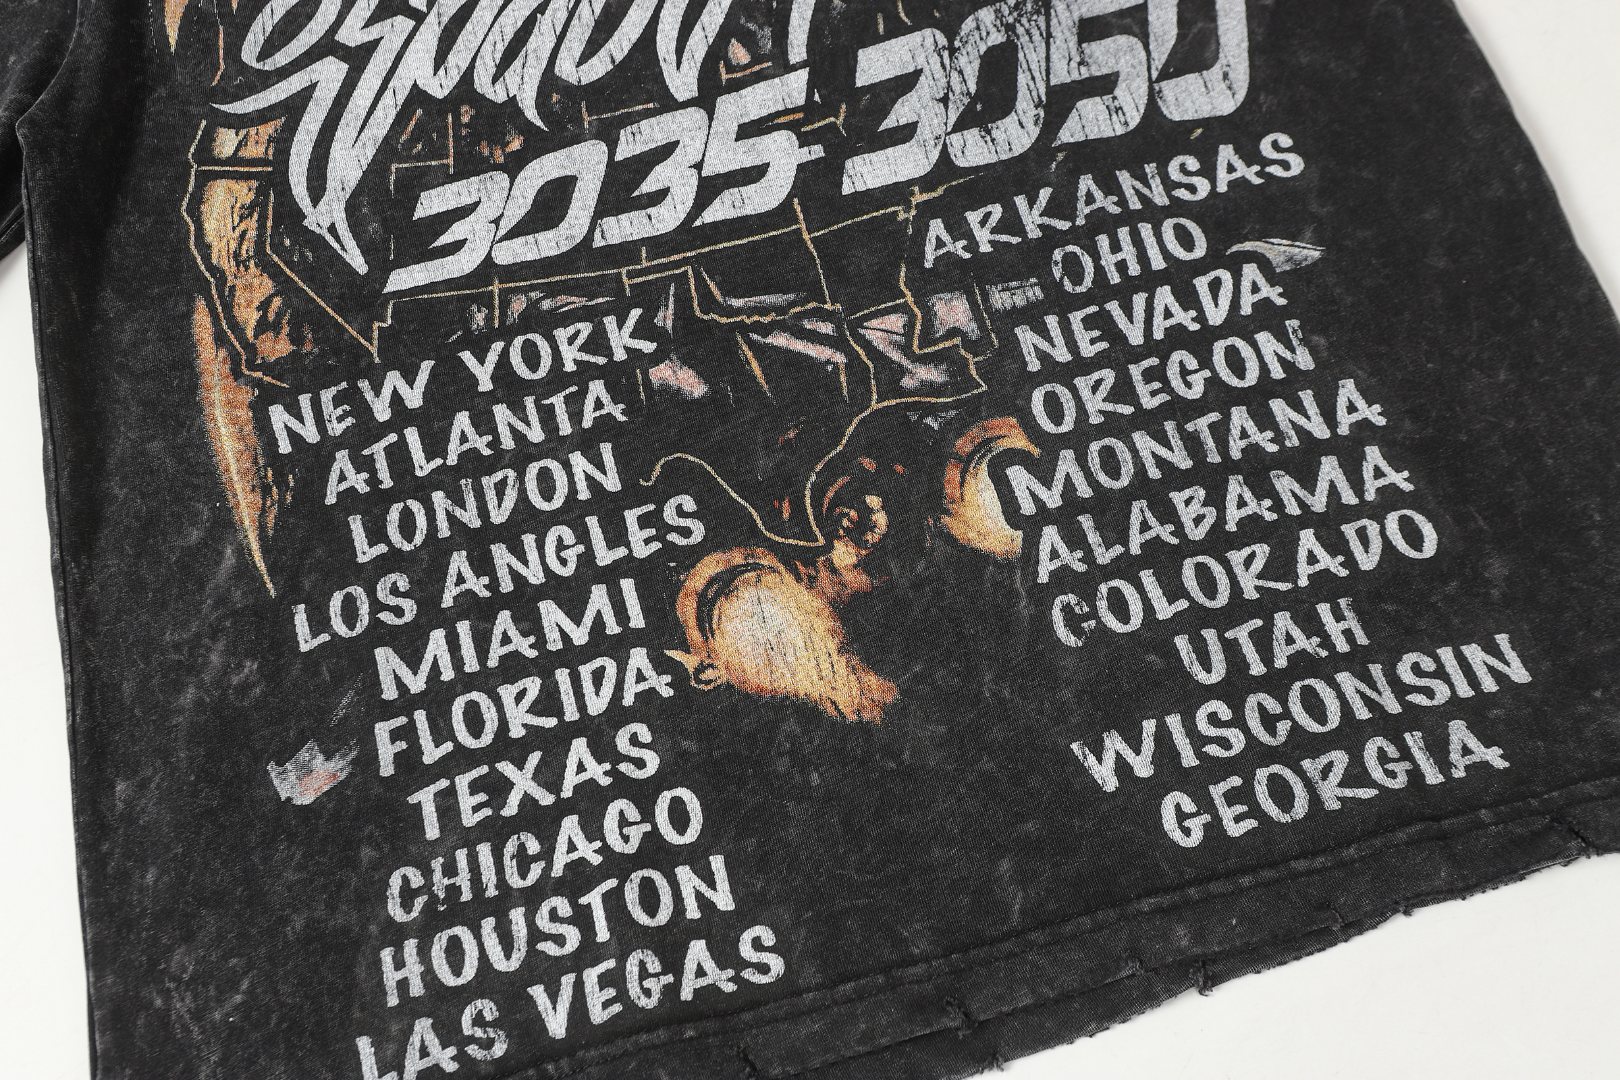 3035-3050
NEW YORK
ATLANTA
LONDON
LOS ANGLES
MIAMI
FLORIDA
TEXAS
CHICAGO
HOUSTON
LAS VEGAS
ARKANSAS
OHIO
NEVADA
OREGON
MONTANA
ALABAMA
COLORADO
UTAH
WISCONSIN
GEORGIA